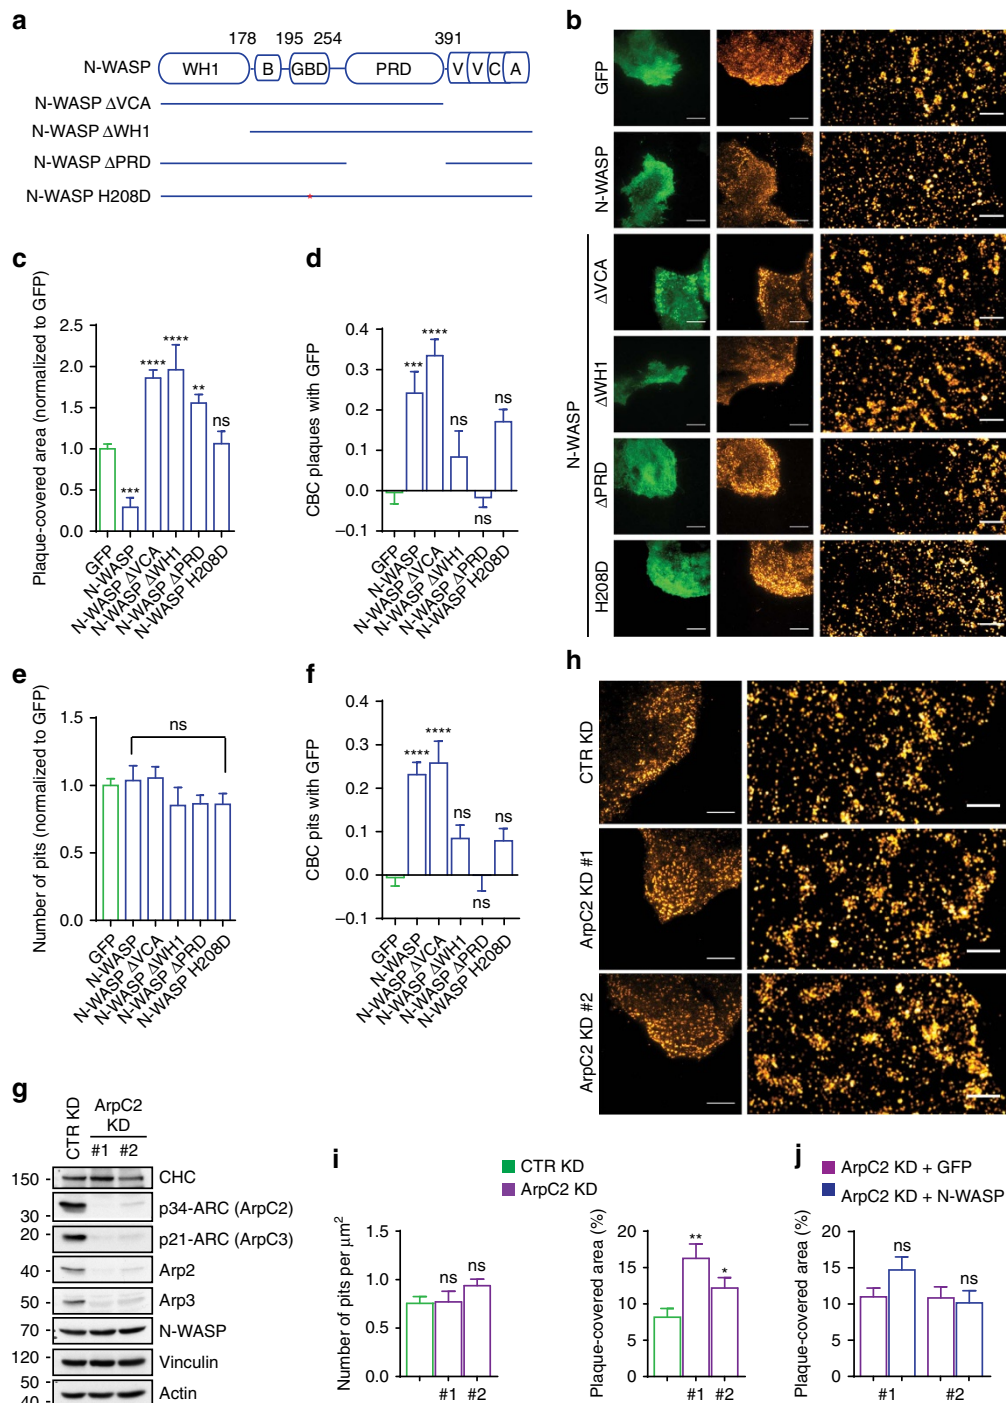 a
178 195 254 391
N-WASP WH1 B GBD PRD V V C A
N-WASP ΔVCA
N-WASP ΔWH1
N-WASP ΔPRD
N-WASP H208D
*
b
GFP
N-WASP
N-WASP
ΔVCA
ΔWH1
ΔPRD
H208D
c
Plaque-covered area (normalized to GFP)
2.5
2.0
1.5
1.0
0.5
0.0
***
****
****
**
ns
GFP
N-WASP
N-WASP ΔVCA
N-WASP ΔWH1
N-WASP ΔPRD
N-WASP H208D
d
CBC plaques with GFP
0.4
0.3
0.2
0.1
0.0
–0.1
***
****
ns
ns
ns
GFP
N-WASP
N-WASP ΔVCA
N-WASP ΔWH1
N-WASP ΔPRD
N-WASP H208D
e
Number of pits (normalized to GFP)
1.5
1.0
0.5
0.0
ns
GFP
N-WASP
N-WASP ΔVCA
N-WASP ΔWH1
N-WASP ΔPRD
N-WASP H208D
f
CBC pits with GFP
0.4
0.3
0.2
0.1
0.0
–0.1
****
****
ns
ns
ns
GFP
N-WASP
N-WASP ΔVCA
N-WASP ΔWH1
N-WASP ΔPRD
N-WASP H208D
g
CTR KD
ArpC2
KD
#1 #2
150 - CHC
30 - p34-ARC (ArpC2)
20 - p21-ARC (ArpC3)
40 - Arp2
50 - Arp3
70 - N-WASP
120 - Vinculin
50 -
40 - Actin
h
CTR KD
ArpC2 KD #1
ArpC2 KD #2
i
CTR KD
ArpC2 KD
Number of pits per μm²
1.5
1.0
0.5
0.0
ns
ns
#1 #2
Plaque-covered area (%)
20
15
10
5
0
**
*
#1 #2
j
ArpC2 KD + GFP
ArpC2 KD + N-WASP
Plaque-covered area (%)
20
15
10
5
0
ns
ns
#1 #2